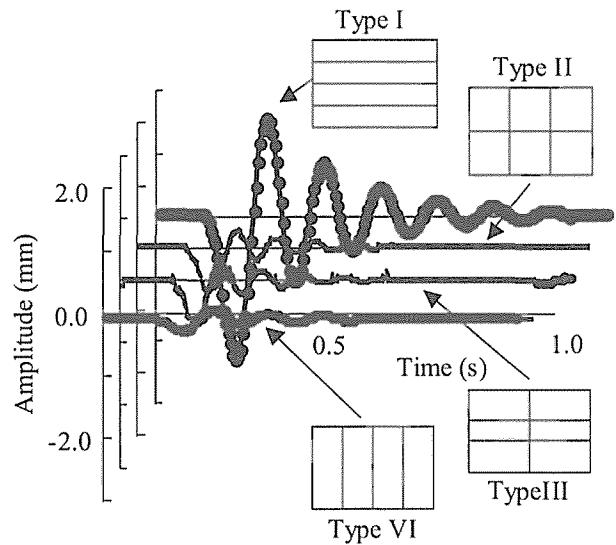 Type I
Type II
2.0
0.0
-2.0
Amplitude (mm)
0.5
1.0
Time (s)
Type VI
TypeIII